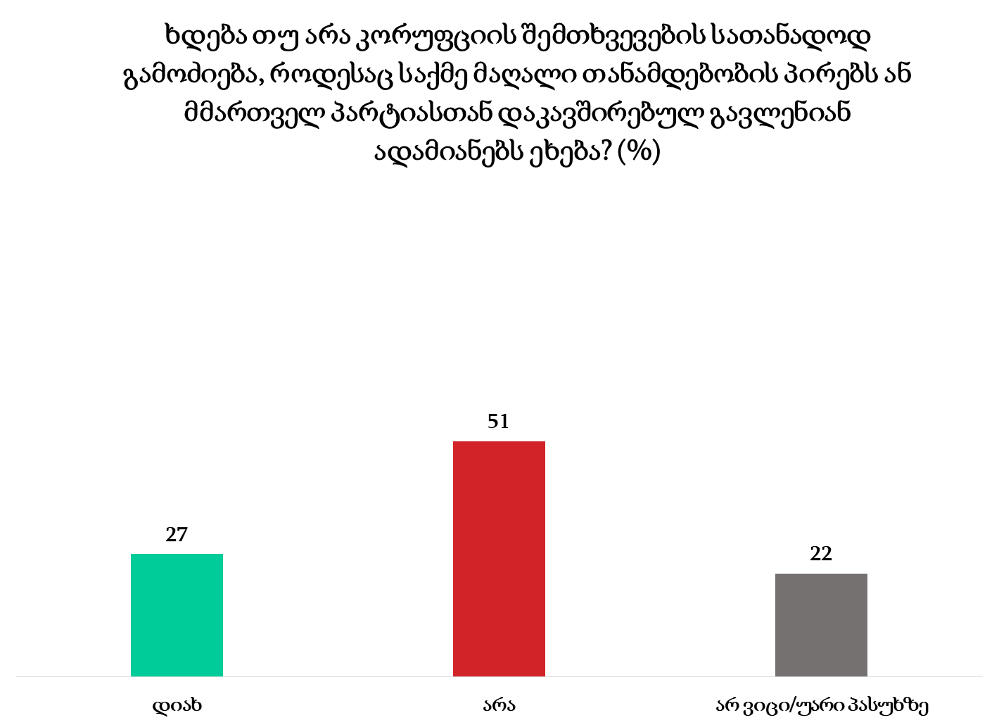 ხდება თუ არა კორუფციის შემთხვევების სათანადოდ
გამოძიება, როდესაც საქმე მაღალი თანამდებობის პირებს ან
მმართველ პარტიასთან დაკავშირებულ გავლენიან
ადამიანებს ეხება? (%)
51
27
22
დიახ არა არ ვიცი/უარი პასუხზე